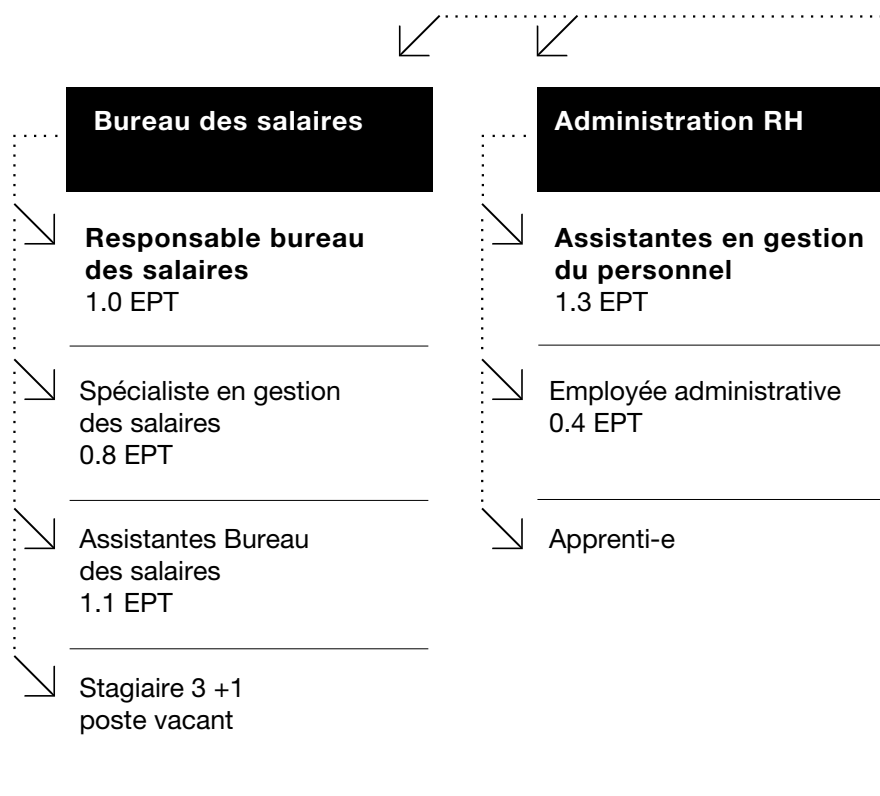 Bureau des salaires
Responsable bureau
des salaires
1.0 EPT
Spécialiste en gestion
des salaires
0.8 EPT
Assistantes Bureau
des salaires
1.1 EPT
Stagiaire 3 +1
poste vacant
Administration RH
Assistantes en gestion
du personnel
1.3 EPT
Employée administrative
0.4 EPT
Apprenti-e